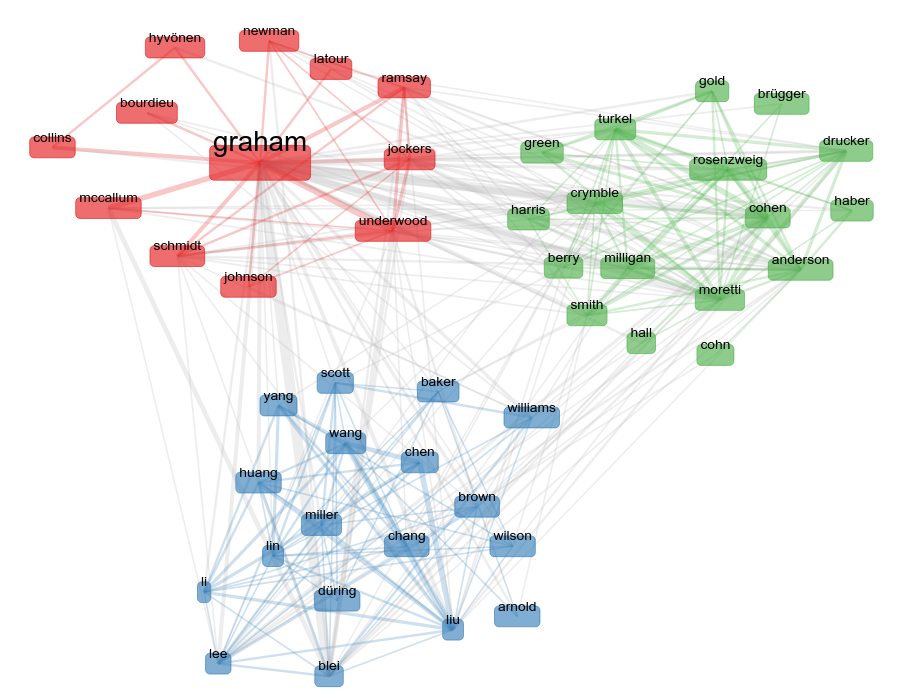 newman
hyvönen
latour
ramsay
gold
brügger
bourdieu
turkel
collins
graham
green
jockers
drucker
rosenzweig
mccallum
crymble
harris
cohen
haber
underwood
schmidt
berry
milligan
anderson
johnson
moretti
smith
hall
cohn
scott
baker
yang
williams
wang
chen
huang
brown
miller
chang
wilson
lin
li
düring
arnold
liu
lee
blei